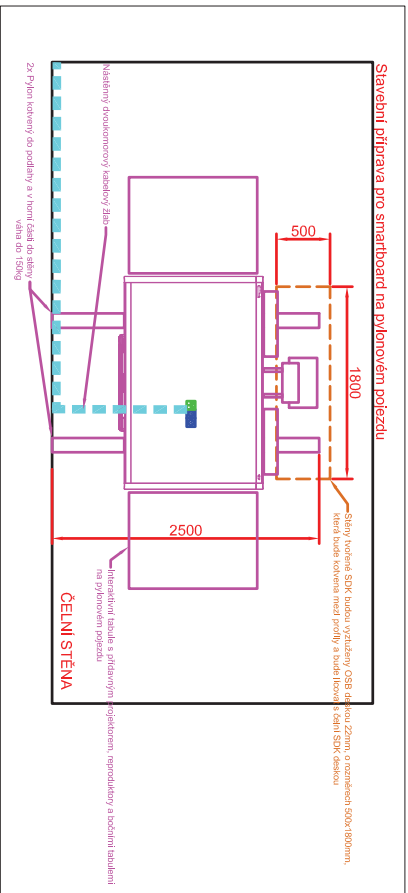 Stavební příprava pro smartboard na pylonovém pojezdu
500
1800
Stěny tvořené SDK budou vyztuženy OSB deskou 22mm, o rozměrech 500x1800mm,
která bude kotvena mezi profily a bude lícovat s čelní SDK deskou
2500
Nástěnný dvoukomorový kabelový žlab
2x Pylon kotvený do podlahy a v horní části do stěny
váha do 150kg
ČELNÍ STĚNA
Interaktivní tabule s přídavným projektorem, reproduktory a bočními tabulemi
na pylonovém pojezdu